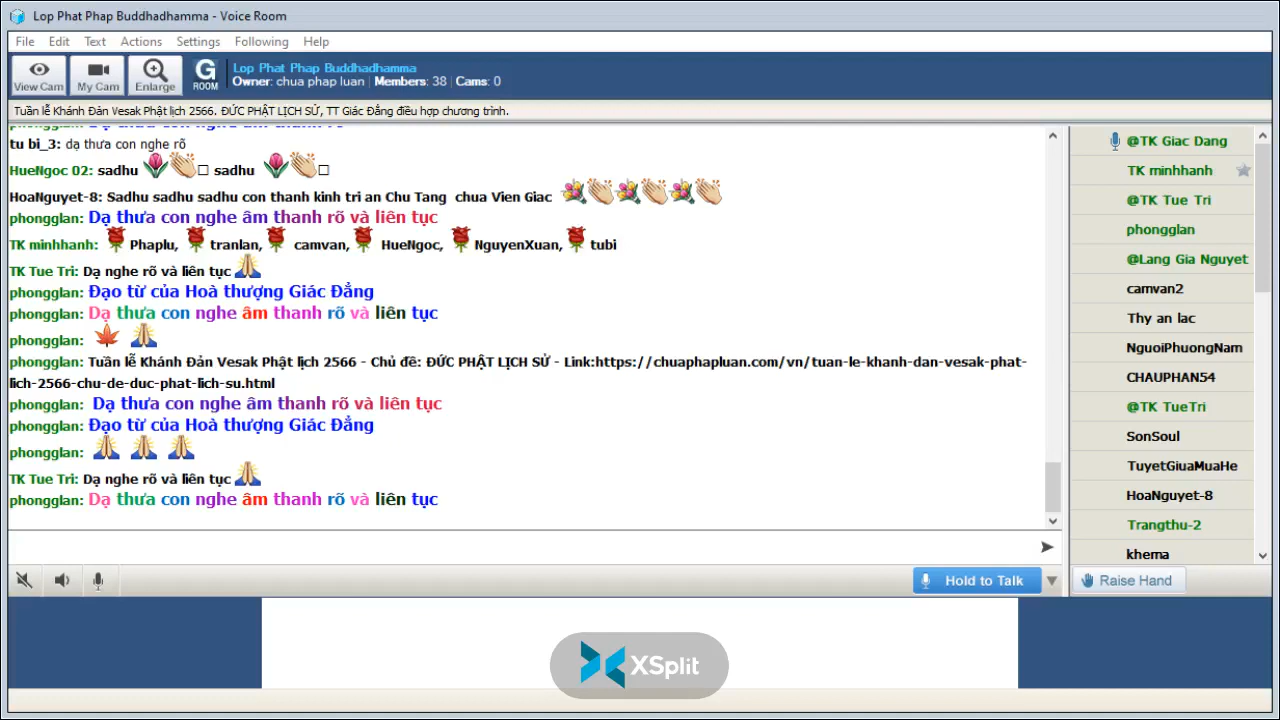 Lop Phat Phap Buddhadhamma - Voice Room
File Edit Text Actions Settings Following Help
View Cam My Cam Enlarge G ROOM
Lop Phat Phap Buddhadhamma
Owner: chua phap luan | Members: 38 | Cams: 0
Tuần lễ Khánh Đản Vesak Phật lịch 2566. ĐỨC PHẬT LỊCH SỬ, TT Giác Đẳng điều hợp chương trình.
tu bi_3: dạ thưa con nghe rõ
HueNgoc 02: sadhu sadhu
HoaNguyet-8: Sadhu sadhu sadhu con thanh kinh tri an Chu Tang chua Vien Giac
phongglan: Dạ thưa con nghe âm thanh rõ và liên tục
TK minhhanh: Phaplu, tranlan, camvan, HueNgoc, NguyenXuan, tubi
TK Tue Tri: Dạ nghe rõ và liên tục
phongglan: Đạo từ của Hoà thượng Giác Đẳng
phongglan: Dạ thưa con nghe âm thanh rõ và liên tục
phongglan:
phongglan: Tuần lễ Khánh Đản Vesak Phật lịch 2566 - Chủ đề: ĐỨC PHẬT LỊCH SỬ - Link:https://chuaphapluan.com/vn/tuan-le-khanh-dan-vesak-phat-
lich-2566-chu-de-duc-phat-lich-su.html
phongglan: Dạ thưa con nghe âm thanh rõ và liên tục
phongglan: Đạo từ của Hoà thượng Giác Đẳng
phongglan:
TK Tue Tri: Dạ nghe rõ và liên tục
phongglan: Dạ thưa con nghe âm thanh rõ và liên tục
@TK Giac Dang
TK minhhanh
@TK Tue Tri
phongglan
@Lang Gia Nguyet
camvan2
Thy an lac
NguoiPhuongNam
CHAUPHAN54
@TK TueTri
SonSoul
TuyetGiuaMuaHe
HoaNguyet-8
Trangthu-2
khema
Hold to Talk
Raise Hand
XSplit